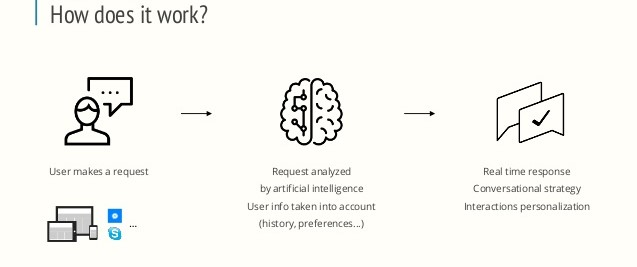 How does it work?
User makes a request
Request analyzed
by artificial intelligence
User info taken into account
(history, preferences...)
Real time response
Conversational strategy
Interactions personalization
S
...